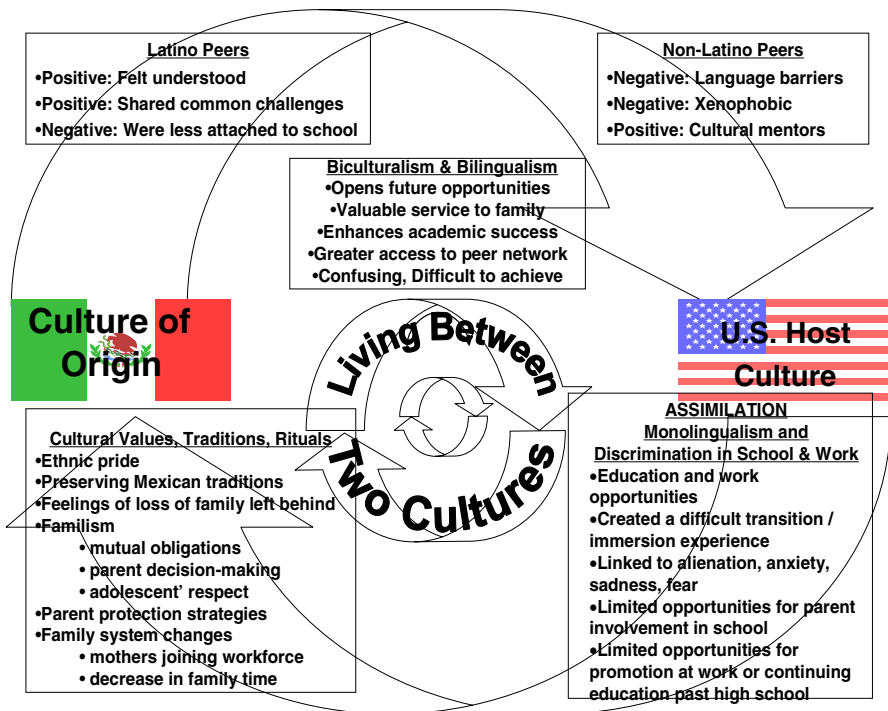 Latino Peers
•Positive: Felt understood
•Positive: Shared common challenges
•Negative: Were less attached to school
Non-Latino Peers
•Negative: Language barriers
•Negative: Xenophobic
•Positive: Cultural mentors
Biculturalism & Bilingualism
•Opens future opportunities
•Valuable service to family
•Enhances academic success
•Greater access to peer network
•Confusing, Difficult to achieve
Culture of
Origin
Living Between
Two Cultures
U.S. Host
Culture
Cultural Values, Traditions, Rituals
•Ethnic pride
•Preserving Mexican traditions
•Feelings of loss of family left behind
•Familism
• mutual obligations
• parent decision-making
• adolescent' respect
•Parent protection strategies
•Family system changes
• mothers joining workforce
• decrease in family time
ASSIMILATION
Monolingualism and
Discrimination in School & Work
•Education and work
opportunities
•Created a difficult transition /
immersion experience
•Linked to alienation, anxiety,
sadness, fear
•Limited opportunities for parent
involvement in school
•Limited opportunities for
promotion at work or continuing
education past high school